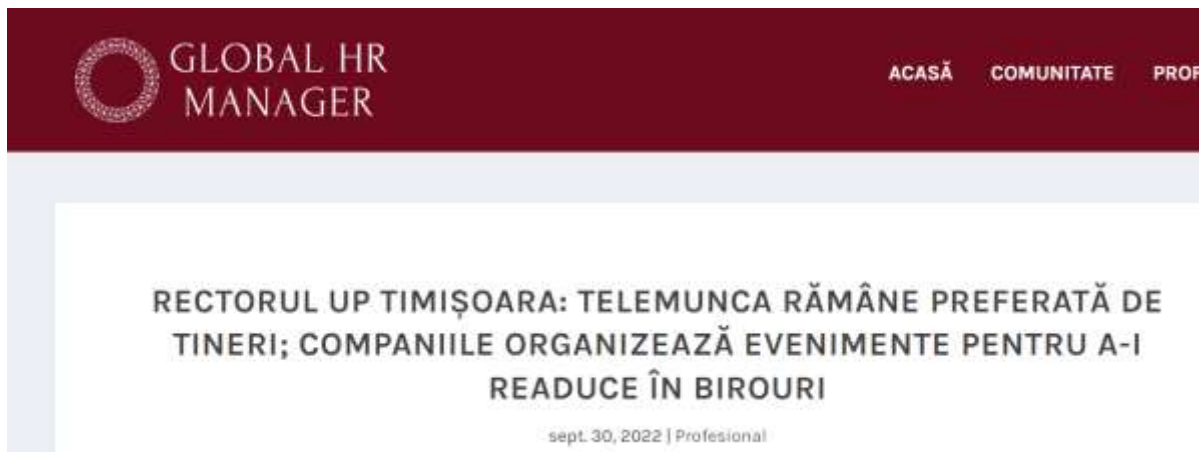 GLOBAL HR
MANAGER
ACASĂ COMUNITATE PROF
RECTORUL UP TIMIȘOARA: TELEMUNCA RĂMÂNE PREFERATĂ DE
TINERI; COMPANIILE ORGANIZEAZĂ EVENIMENTE PENTRU A-I
READUCE ÎN BIROURI
sept. 30, 2022 | Profesional